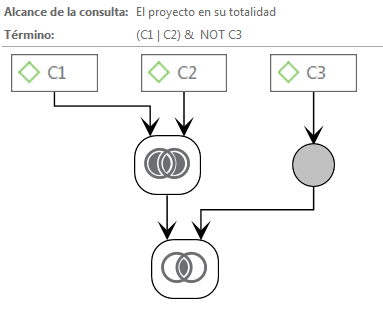 Alcance de la consulta: El proyecto en su totalidad
Término: (C1 | C2) & NOT C3
C1 C2 C3